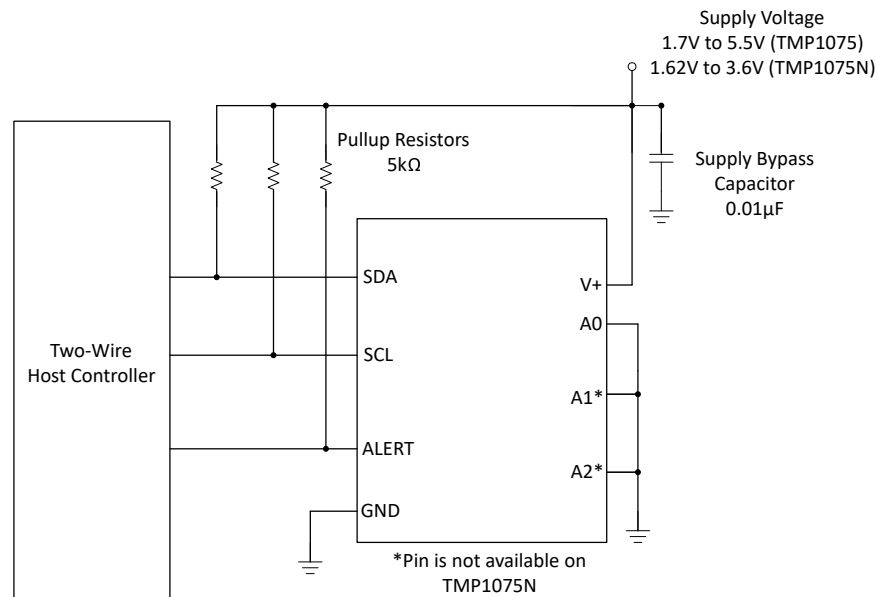 Supply Voltage
1.7V to 5.5V (TMP1075)
1.62V to 3.6V (TMP1075N)
Pullup Resistors
5kΩ
Supply Bypass
Capacitor
0.01µF
Two-Wire
Host Controller
SDA
SCL
ALERT
GND
V+
A0
A1*
A2*
*Pin is not available on
TMP1075N